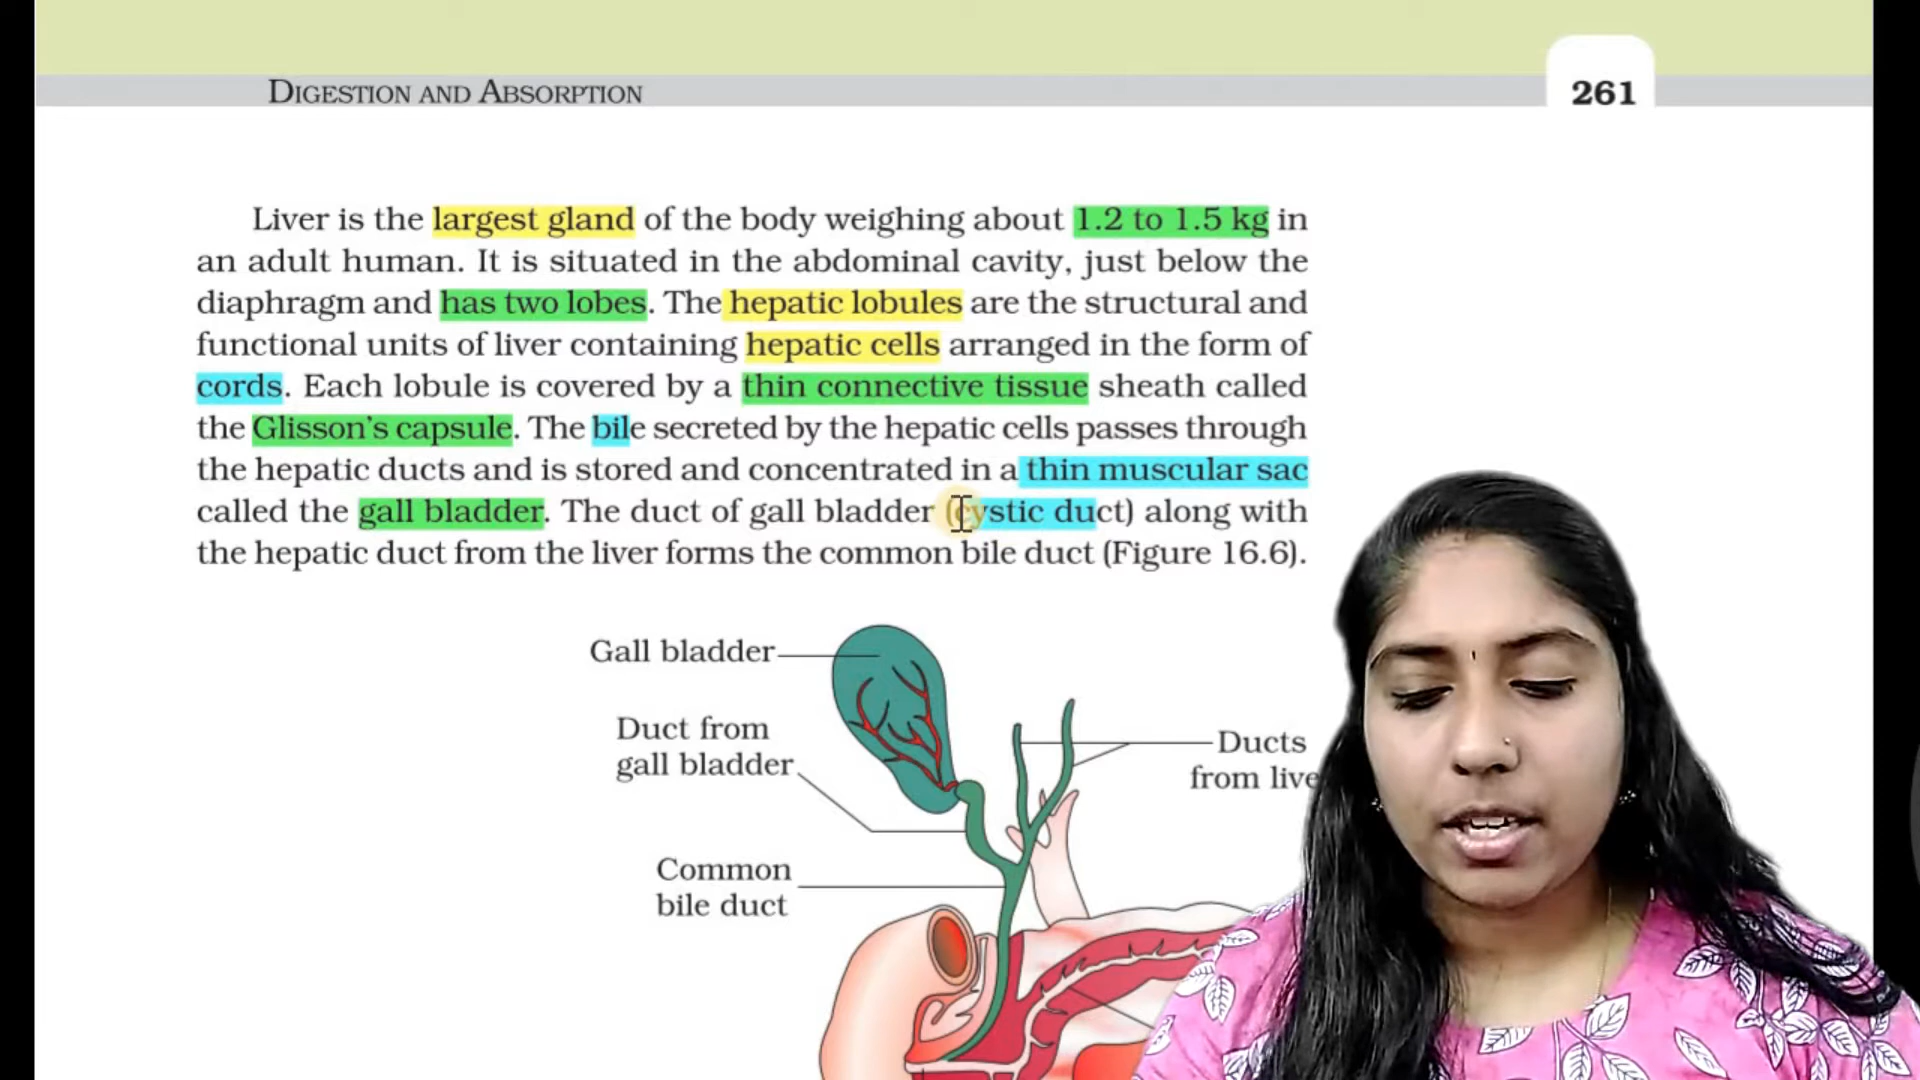 DIGESTION AND ABSORPTION
261
Liver is the largest gland of the body weighing about 1.2 to 1.5 kg in
an adult human. It is situated in the abdominal cavity, just below the
diaphragm and has two lobes. The hepatic lobules are the structural and
functional units of liver containing hepatic cells arranged in the form of
cords. Each lobule is covered by a thin connective tissue sheath called
the Glisson's capsule. The bile secreted by the hepatic cells passes through
the hepatic ducts and is stored and concentrated in a thin muscular sac
called the gall bladder. The duct of gall bladder (cystic duct) along with
the hepatic duct from the liver forms the common bile duct (Figure 16.6).
Gall bladder
Duct from
gall bladder
Ducts
from live
Common
bile duct